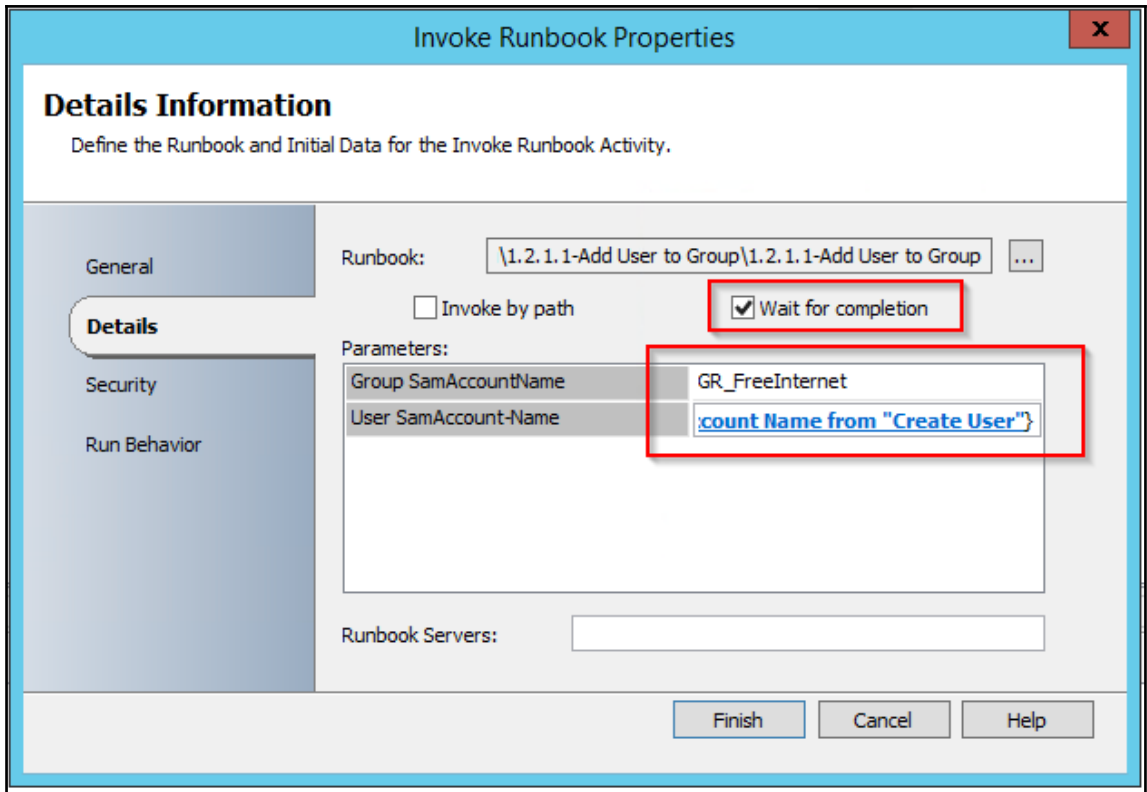 Invoke Runbook Properties
x
Details Information
Define the Runbook and Initial Data for the Invoke Runbook Activity.
General
Details
Security
Run Behavior
Runbook: \1.2.1.1-Add User to Group\1.2.1.1-Add User to Group ...
Invoke by path Wait for completion
Parameters:
Group SamAccountName GR_FreeInternet
User SamAccount-Name :count Name from "Create User"}
Runbook Servers:
Finish Cancel Help